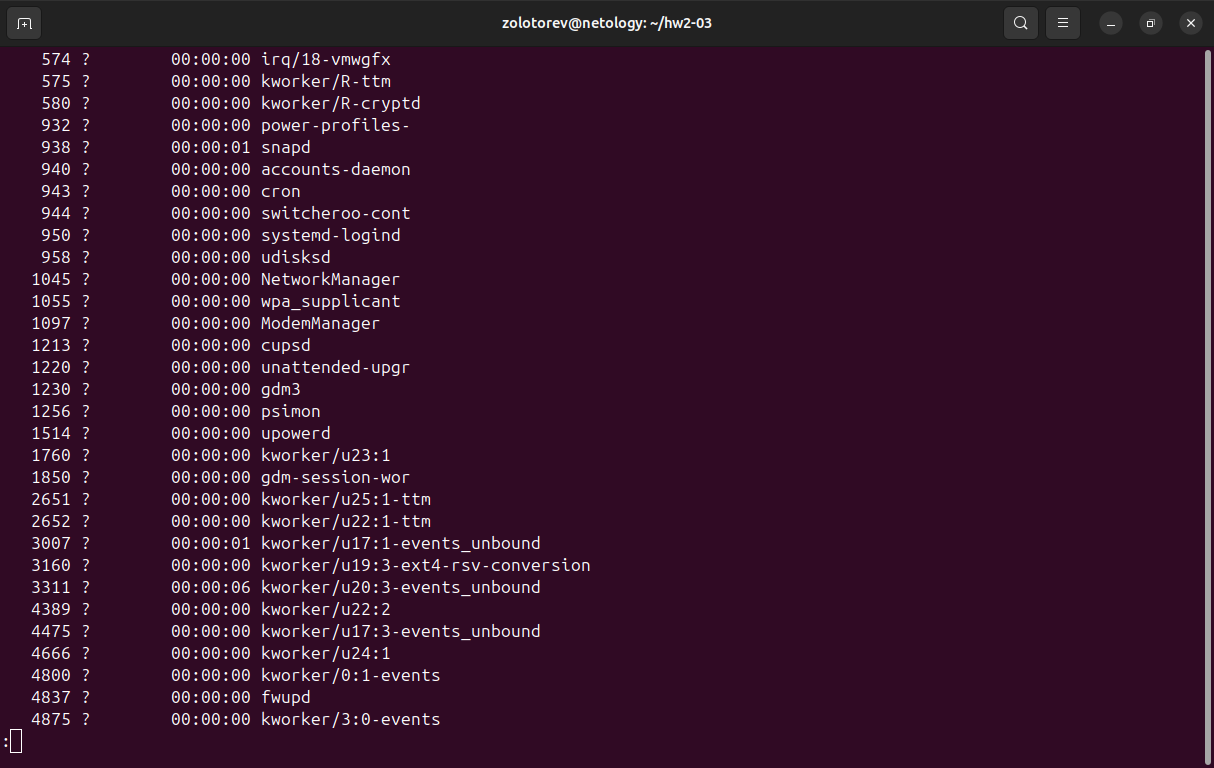 zolotorev@netology: ~/hw2-03
574 ? 00:00:00 irq/18-vmwgfx
575 ? 00:00:00 kworker/R-ttm
580 ? 00:00:00 kworker/R-cryptd
932 ? 00:00:00 power-profiles-
938 ? 00:00:01 snapd
940 ? 00:00:00 accounts-daemon
943 ? 00:00:00 cron
944 ? 00:00:00 switcheroo-cont
950 ? 00:00:00 systemd-logind
958 ? 00:00:00 udisksd
1045 ? 00:00:00 NetworkManager
1055 ? 00:00:00 wpa_supplicant
1097 ? 00:00:00 ModemManager
1213 ? 00:00:00 cupsd
1220 ? 00:00:00 unattended-upgr
1230 ? 00:00:00 gdm3
1256 ? 00:00:00 psimon
1514 ? 00:00:00 upowerd
1760 ? 00:00:00 kworker/u23:1
1850 ? 00:00:00 gdm-session-wor
2651 ? 00:00:00 kworker/u25:1-ttm
2652 ? 00:00:00 kworker/u22:1-ttm
3007 ? 00:00:01 kworker/u17:1-events_unbound
3160 ? 00:00:00 kworker/u19:3-ext4-rsv-conversion
3311 ? 00:00:06 kworker/u20:3-events_unbound
4389 ? 00:00:00 kworker/u22:2
4475 ? 00:00:00 kworker/u17:3-events_unbound
4666 ? 00:00:00 kworker/u24:1
4800 ? 00:00:00 kworker/0:1-events
4837 ? 00:00:00 fwupd
4875 ? 00:00:00 kworker/3:0-events
: